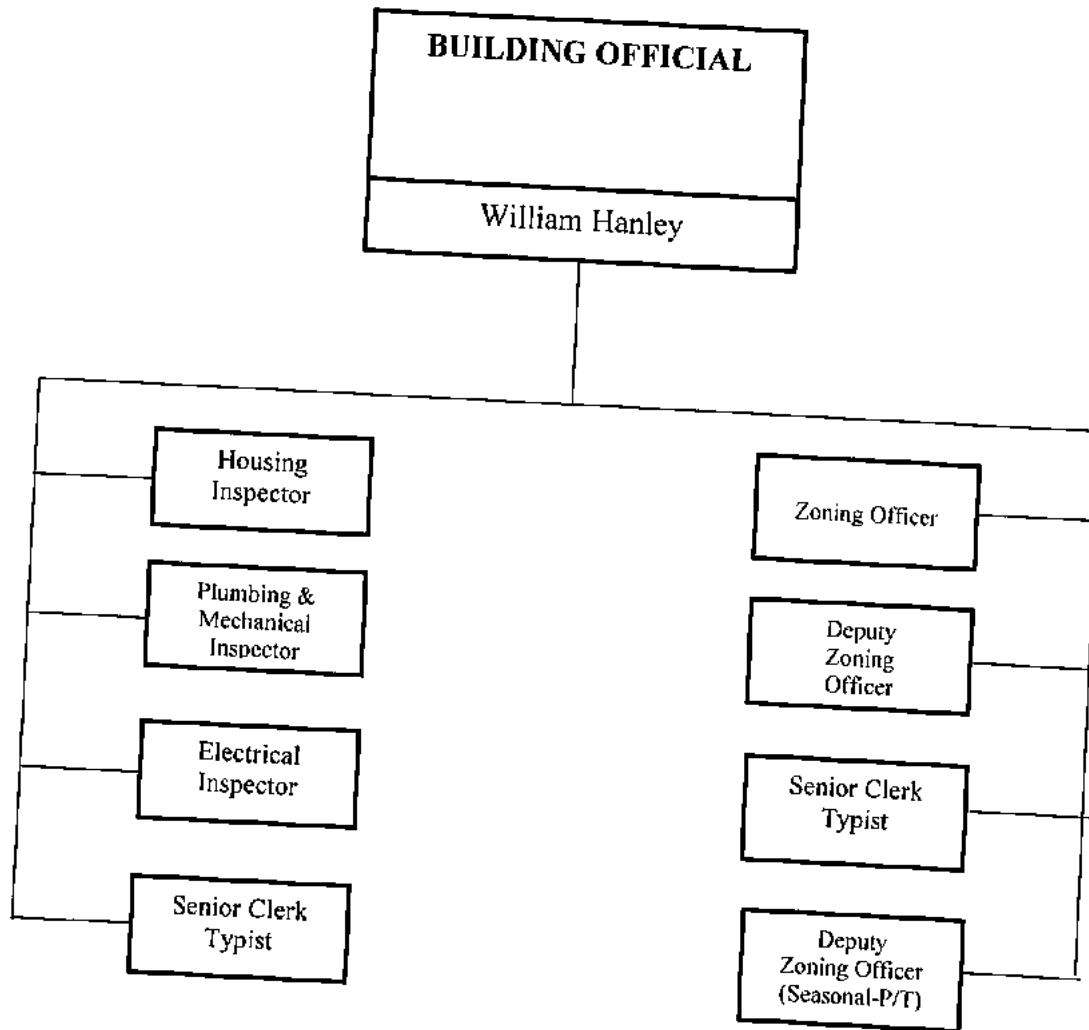 BUILDING OFFICIAL
William Hanley
Housing
Inspector
Plumbing &
Mechanical
Inspector
Electrical
Inspector
Senior Clerk
Typist
Zoning Officer
Deputy
Zoning
Officer
Senior Clerk
Typist
Deputy
Zoning Officer
(Seasonal-P/T)